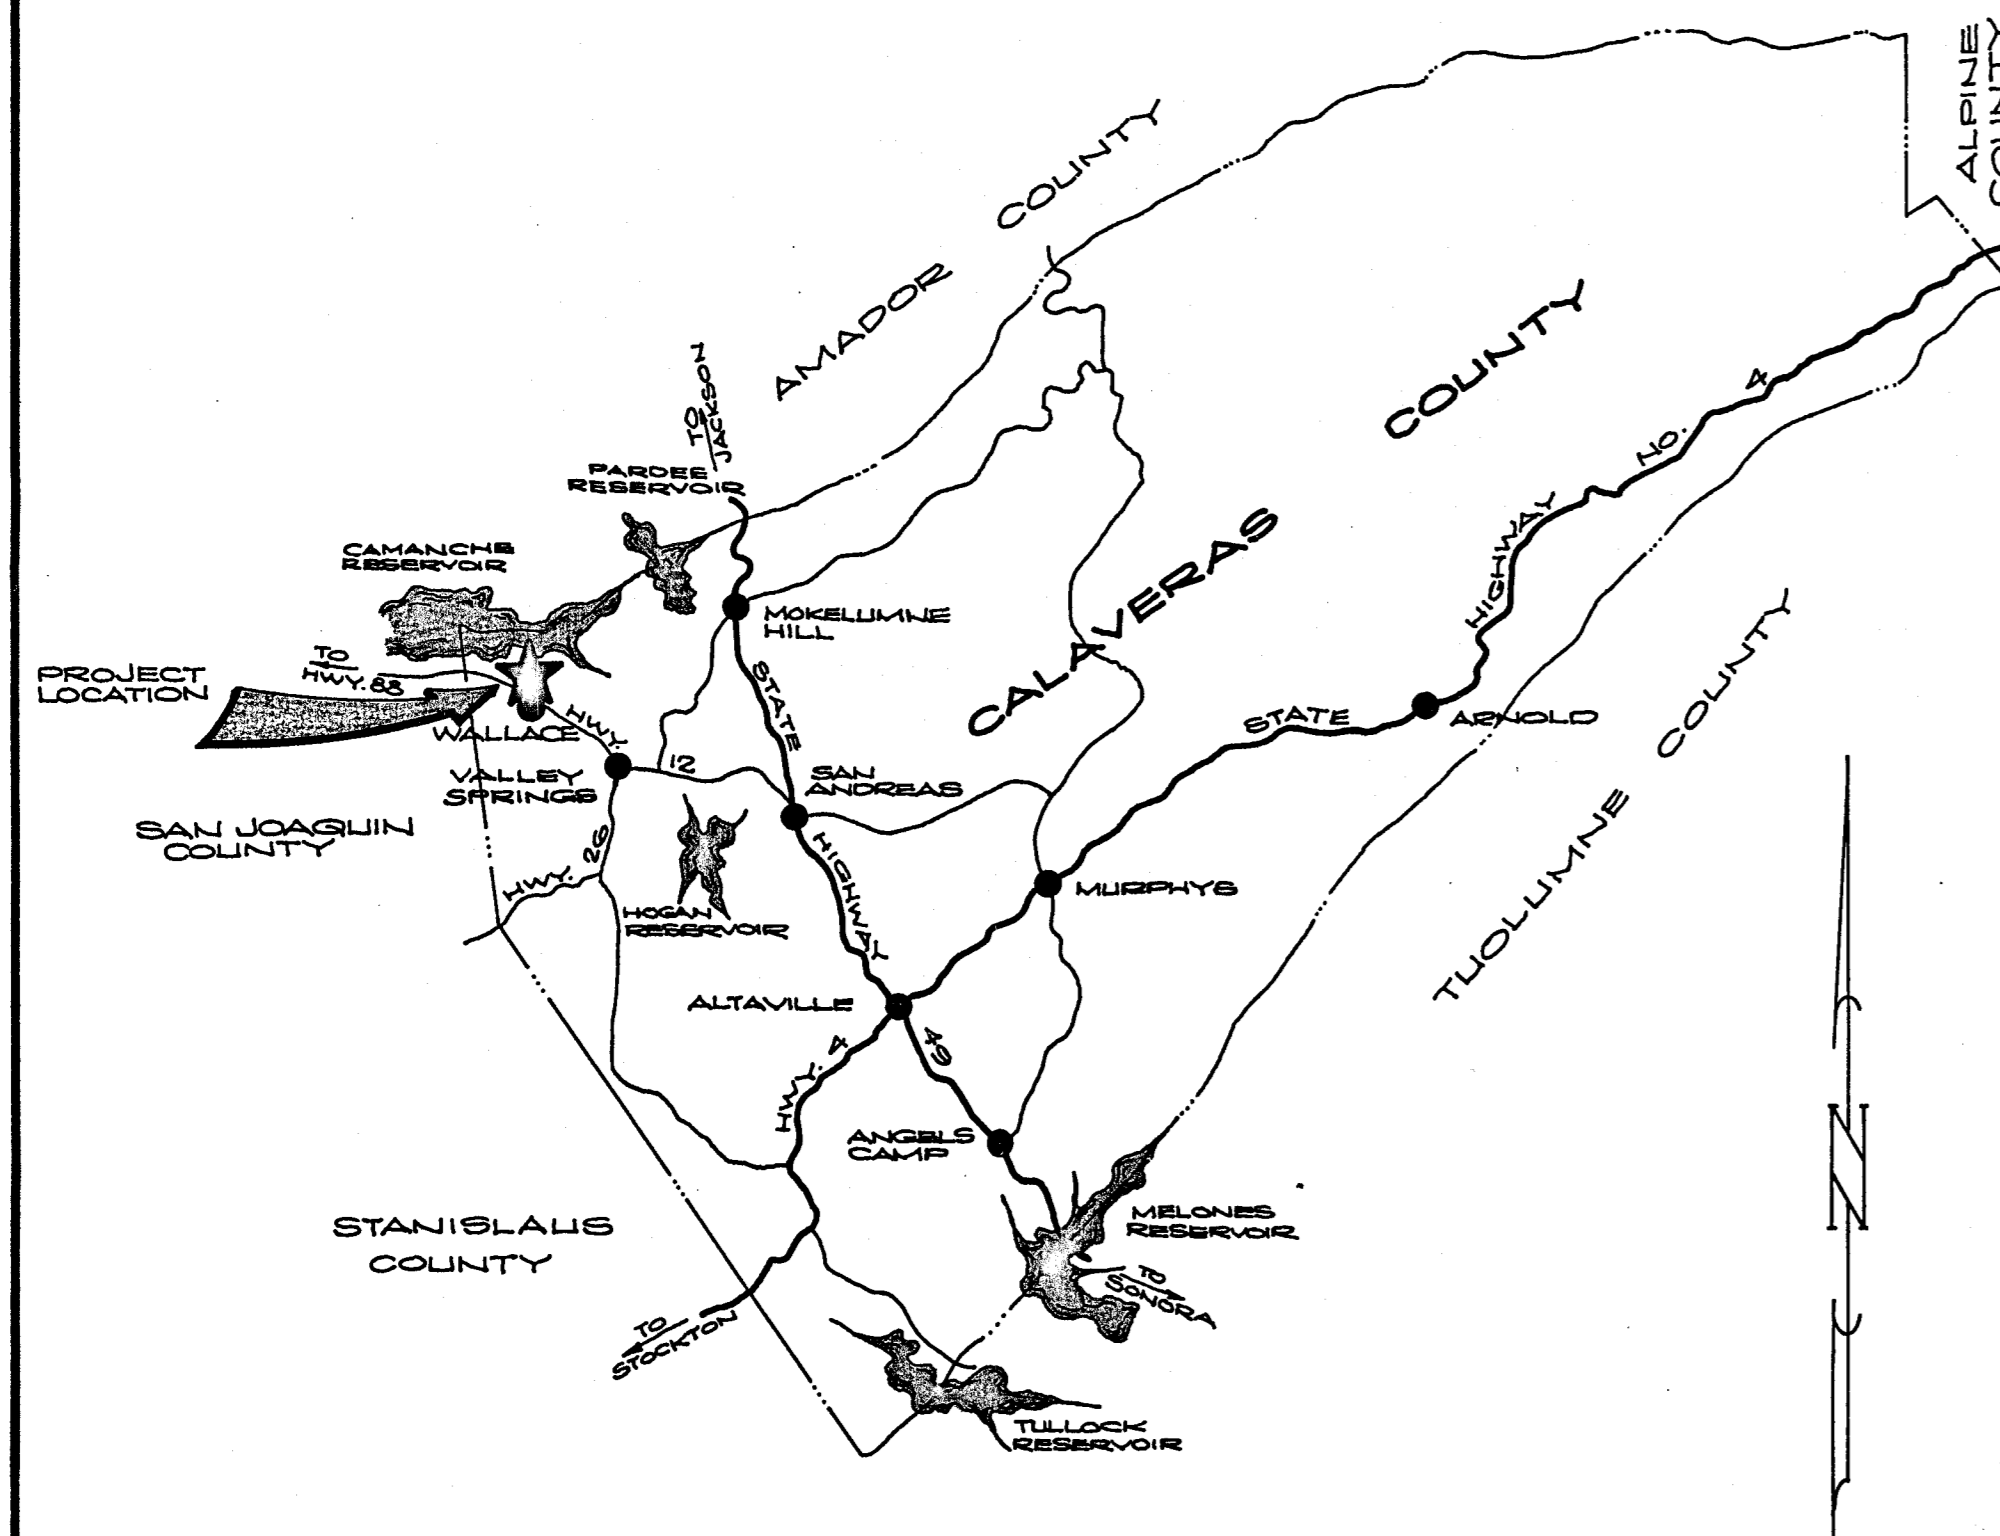 ALPINE
COUNTY
AMADOR COUNTY
TO
JACKSON
PARDEE
RESERVOIR
CAMANCHE
RESERVOIR
CALAVERAS COUNTY
STATE HIGHWAY NO. 4
MOKELUMNE
HILL
PROJECT
LOCATION
TO
HWY. 88
WALLACE
HWY. 12
STATE HIGHWAY 49
VALLEY
SPRINGS
SAN
ANDREAS
ARNOLD
TUOLUMNE COUNTY
SAN JOAQUIN
COUNTY
HWY. 26
HOGAN
RESERVOIR
MURPHYS
ALTAVILLE
HWY. 4
ANGELS
CAMP
STANISLAUS
COUNTY
MELONES
RESERVOIR
TO
SONORA
TO
STOCKTON
TULLOCK
RESERVOIR
N